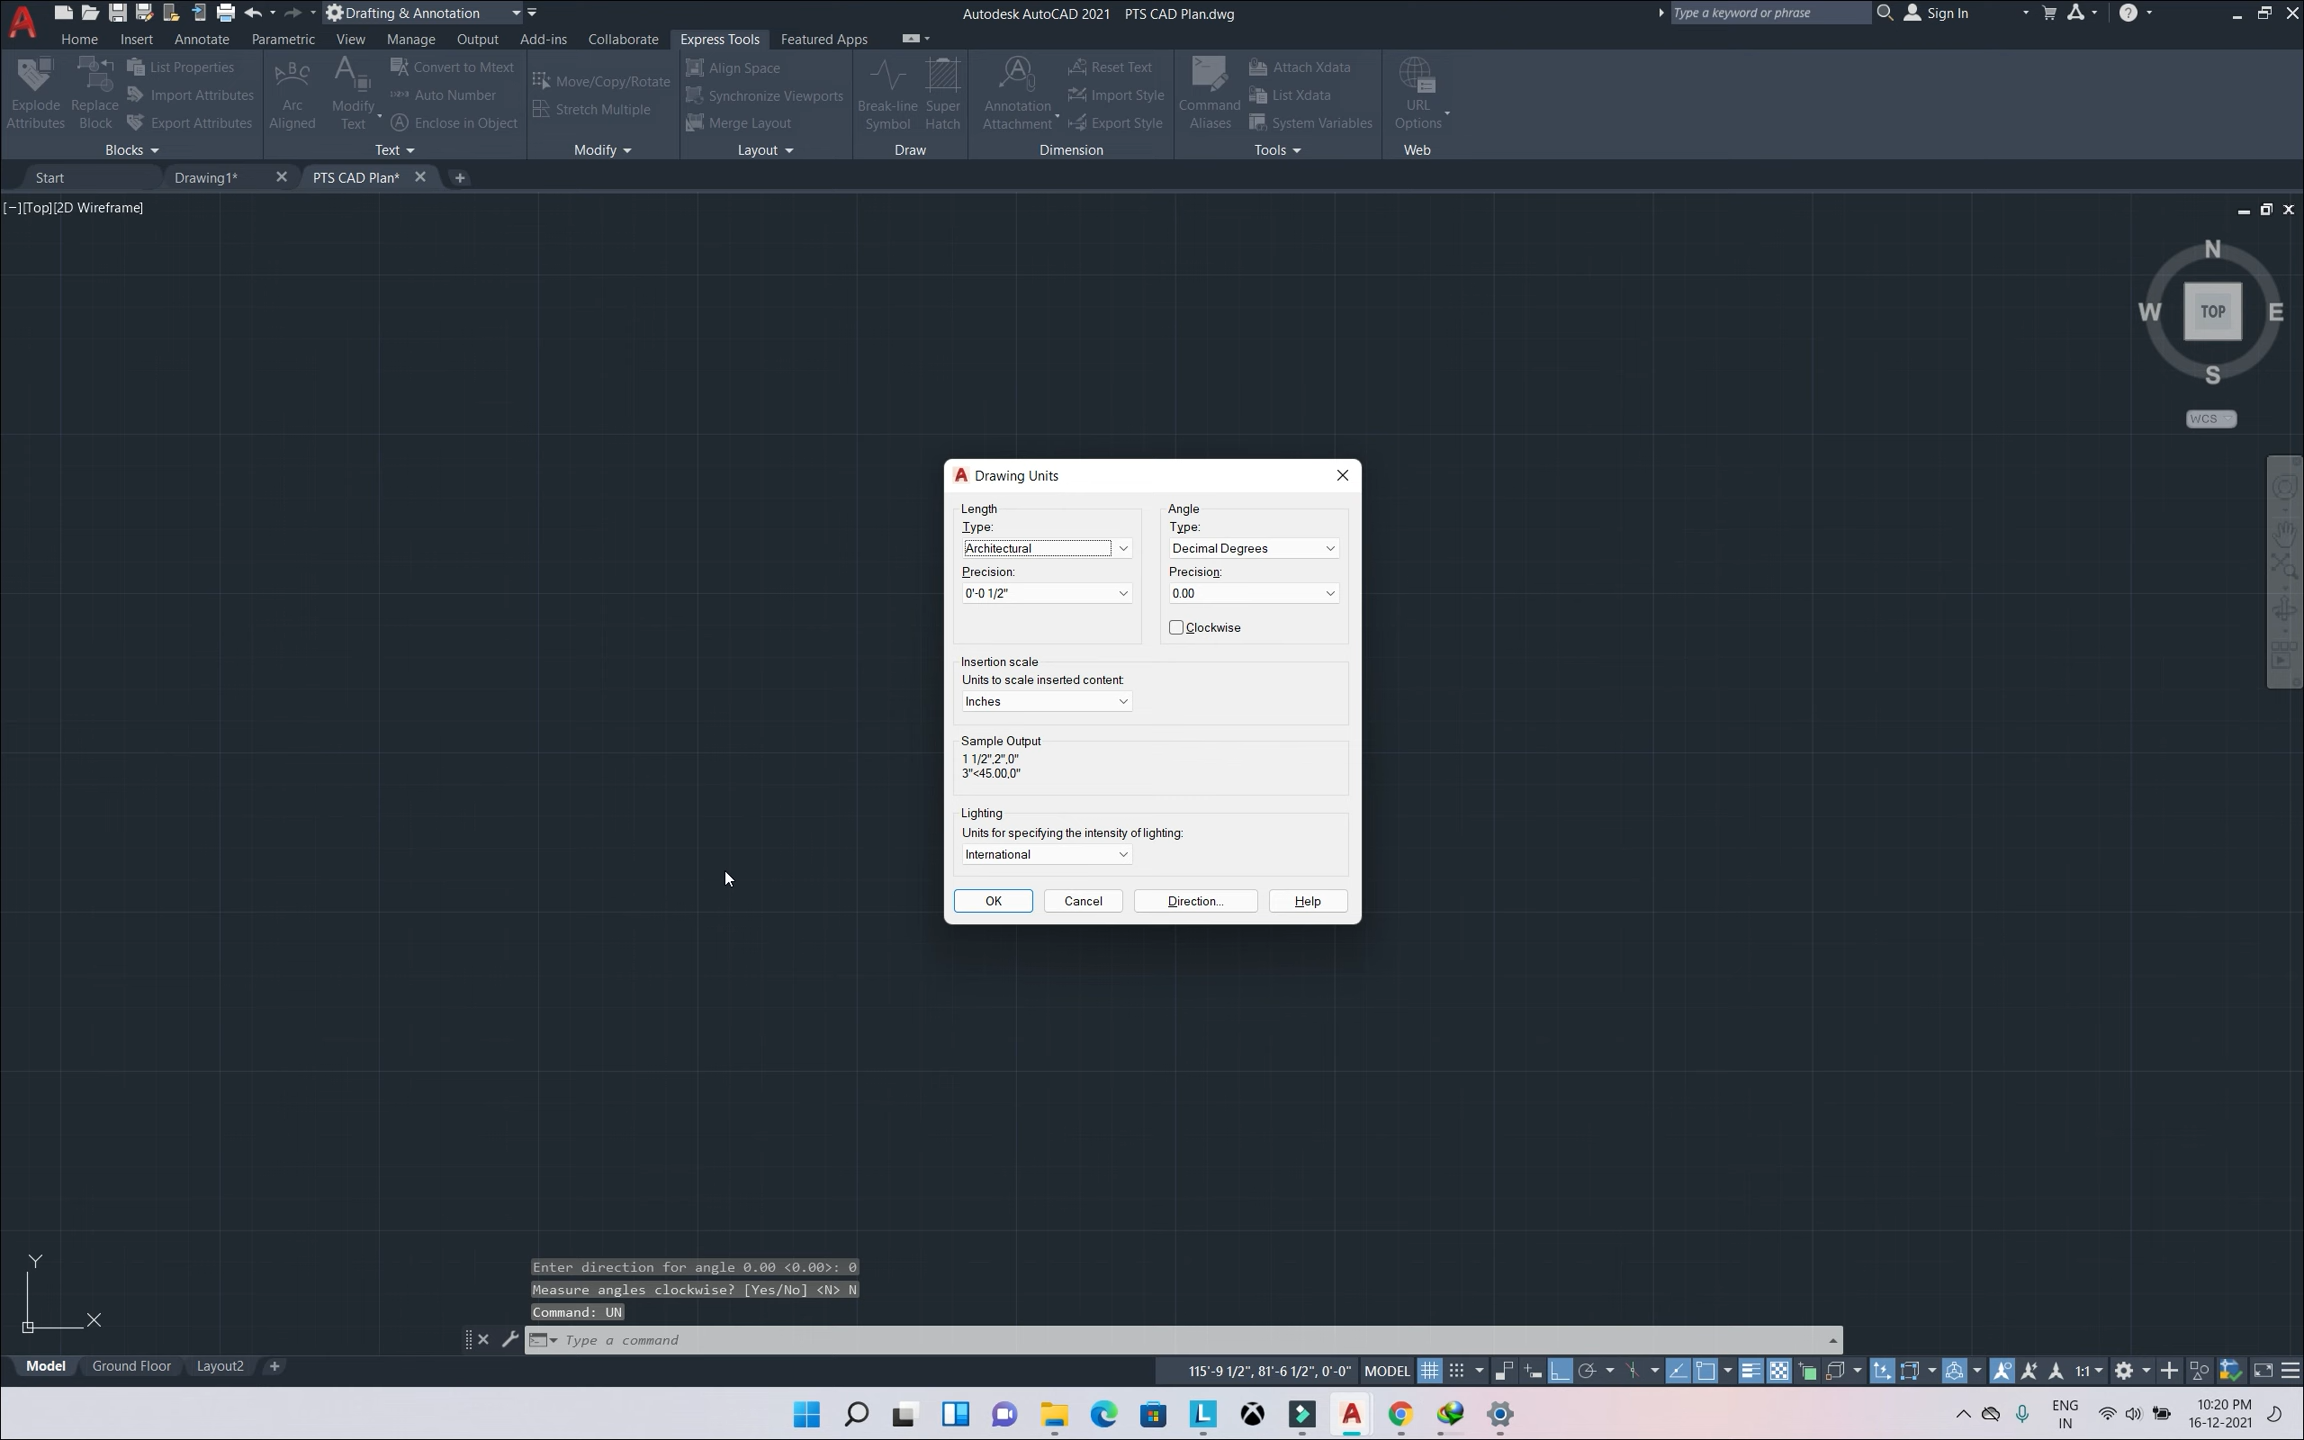 Drafting & Annotation
Autodesk AutoCAD 2021 PTS CAD Plan.dwg
Type a keyword or phrase
Sign In
Home Insert Annotate Parametric View Manage Output Add-ins Collaborate Express Tools Featured Apps
Explode Attributes
Replace Block
List Properties
Import Attributes
Export Attributes
Blocks
Arc Aligned
Modify Text
Convert to Mtext
Auto Number
Enclose in Object
Text
Move/Copy/Rotate
Stretch Multiple
Modify
Align Space
Synchronize Viewports
Merge Layout
Layout
Break-line Symbol
Super Hatch
Draw
Annotation Attachment
Reset Text
Import Style
Export Style
Dimension
Command Aliases
Attach Xdata
List Xdata
System Variables
Tools
URL Options
Web
Start
Drawing1*
PTS CAD Plan*
[−][Top][2D Wireframe]
N
W TOP E
S
WCS
Drawing Units
Length
Type:
Architectural
Precision:
0'-0 1/2"
Angle
Type:
Decimal Degrees
Precision:
0.00
Clockwise
Insertion scale
Units to scale inserted content:
Inches
Sample Output
1 1/2",2",0"
3"<45.00,0"
Lighting
Units for specifying the intensity of lighting:
International
OK Cancel Direction... Help
Y
X
Enter direction for angle 0.00 <0.00>: 0
Measure angles clockwise? [Yes/No] <N> N
Command: UN
Type a command
Model Ground Floor Layout2
115'-9 1/2", 81'-6 1/2", 0'-0" MODEL
1:1
ENG
IN
10:20 PM
16-12-2021